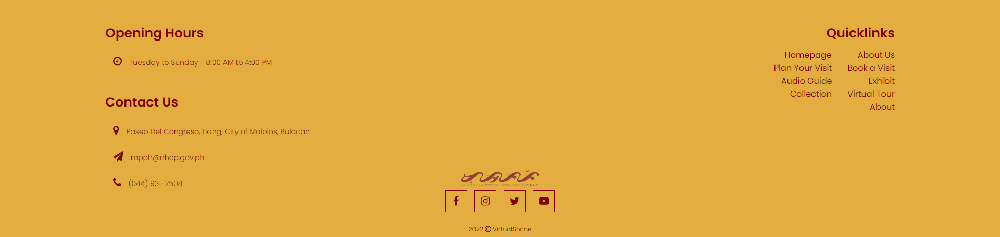 Opening Hours
Tuesday to Sunday - 8:00 AM to 4:00 PM
Contact Us
Paseo Del Congreso, Liang, City of Malolos, Bulacan
mpph@nhcp.gov.ph
(044) 931-2508
Quicklinks
Homepage
Plan Your Visit
Audio Guide
Collection
About Us
Book a Visit
Exhibit
Virtual Tour
About
2022 © VirtualShrine